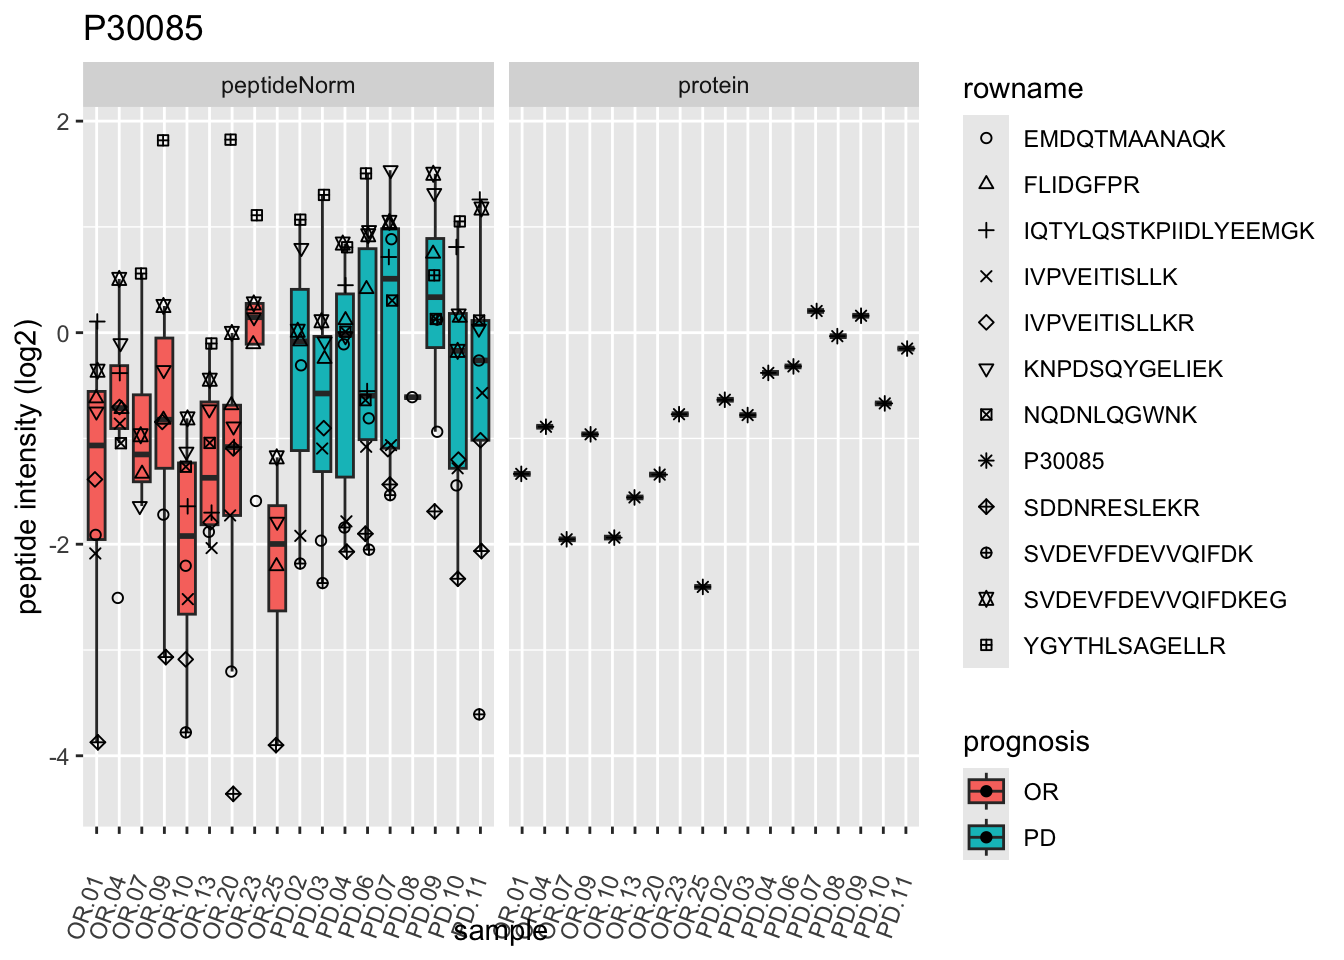 P30085
peptideNorm
protein
peptide intensity (log2)
2
0
-2
-4
OR.01
OR.04
OR.07
OR.09
OR.10
OR.13
OR.20
OR.23
OR.25
PD.02
PD.03
PD.04
PD.06
PD.07
PD.08
PD.09
PD.10
PD.11
OR.01
OR.04
OR.07
OR.09
OR.10
OR.13
OR.20
OR.23
OR.25
PD.02
PD.03
PD.04
PD.06
PD.07
PD.08
PD.09
PD.10
PD.11
sample
rowname
EMDQTMAANAQK
FLIDGFPR
IQTYLQSTKPIIDLYEEMGK
IVPVEITISLLK
IVPVEITISLLKR
KNPDSQYGELIEK
NQDNLQGWNK
P30085
SDDNRESLEKR
SVDEVFDEVVQIFDK
SVDEVFDEVVQIFDKEG
YGYTHLSAGELLR
prognosis
OR
PD